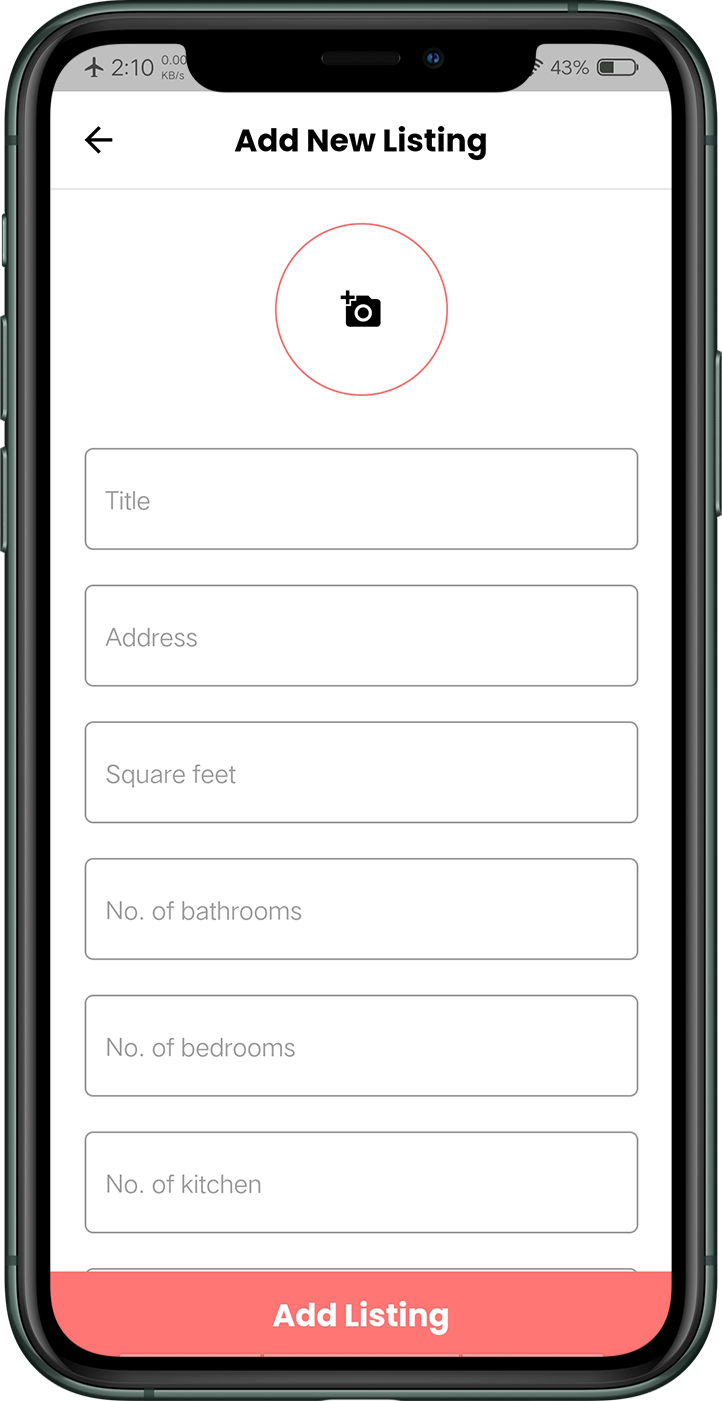 2:10 0.00 KB/s 43%
Add New Listing
Title
Address
Square feet
No. of bathrooms
No. of bedrooms
No. of kitchen
Add Listing